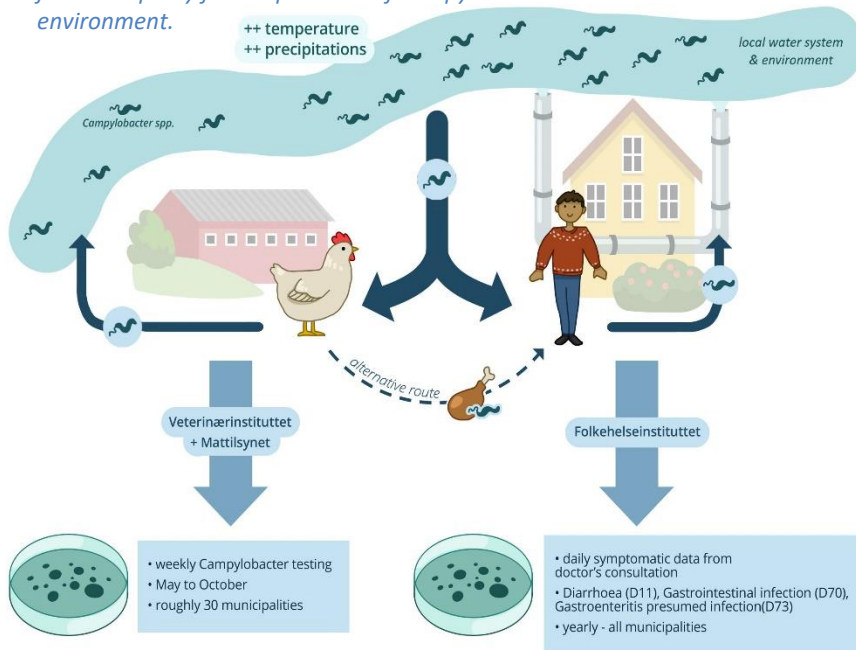 environment.
++ temperature
++ precipitations
local water system
& environment
Campylobacter spp.
alternative route
Veterinærinstituttet
+ Mattilsynet
Folkehelseinstituttet
• weekly Campylobacter testing
• May to October
• roughly 30 municipalities
• daily symptomatic data from
doctor's consultation
• Diarrhoea (D11), Gastrointestinal infection (D70),
Gastroenteritis presumed infection(D73)
• yearly - all municipalities